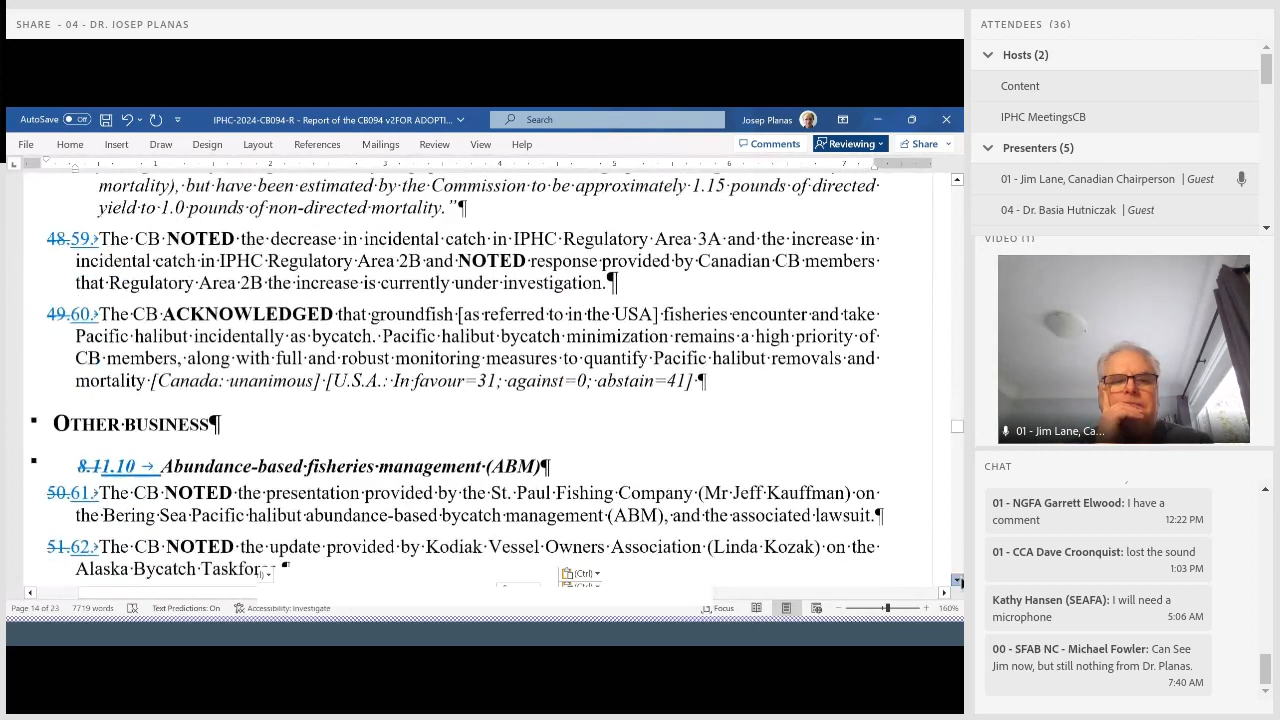 SHARE - 04 - DR. JOSEP PLANAS
AutoSave Off
IPHC-2024-CB094-R - Report of the CB094 v2FOR ADOPTI...
Search
Josep Planas
File Home Insert Draw Design Layout References Mailings Review View Help
Comments Reviewing Share
1 2 3 4 5 6 7
mortality), but have been estimated by the Commission to be approximately 1.15 pounds of directed
yield to 1.0 pounds of non-directed mortality.”¶
48.59. The CB NOTED the decrease in incidental catch in IPHC Regulatory Area 3A and the increase in
incidental catch in IPHC Regulatory Area 2B and NOTED response provided by Canadian CB members
that Regulatory Area 2B the increase is currently under investigation.¶
49.60. The CB ACKNOWLEDGED that groundfish [as referred to in the USA] fisheries encounter and take
Pacific halibut incidentally as bycatch. Pacific halibut bycatch minimization remains a high priority of
CB members, along with full and robust monitoring measures to quantify Pacific halibut removals and
mortality [Canada: unanimous] [U.S.A.: In favour=31; against=0; abstain=41] ¶
OTHER BUSINESS¶
8.11.10 → Abundance-based fisheries management (ABM)¶
50.61. The CB NOTED the presentation provided by the St. Paul Fishing Company (Mr Jeff Kauffman) on
the Bering Sea Pacific halibut abundance-based bycatch management (ABM), and the associated lawsuit.¶
51.62. The CB NOTED the update provided by Kodiak Vessel Owners Association (Linda Kozak) on the
Alaska Bycatch Taskforce ¶
(Ctrl)
Page 14 of 23 7719 words Text Predictions: On Accessibility: Investigate Focus 160%
ATTENDEES (36)
Hosts (2)
Content
IPHC MeetingsCB
Presenters (5)
01 - Jim Lane, Canadian Chairperson | Guest
04 - Dr. Basia Hutniczak | Guest
VIDEO (1)
01 - Jim Lane, Ca...
CHAT
01 - NGFA Garrett Elwood: I have a
comment 12:22 PM
01 - CCA Dave Croonquist: lost the
sound 1:03 PM
Kathy Hansen (SEAFA): I will need a
microphone 5:06 AM
00 - SFAB NC - Michael Fowler: Can See
Jim now, but still nothing from Dr. Planas.
7:40 AM